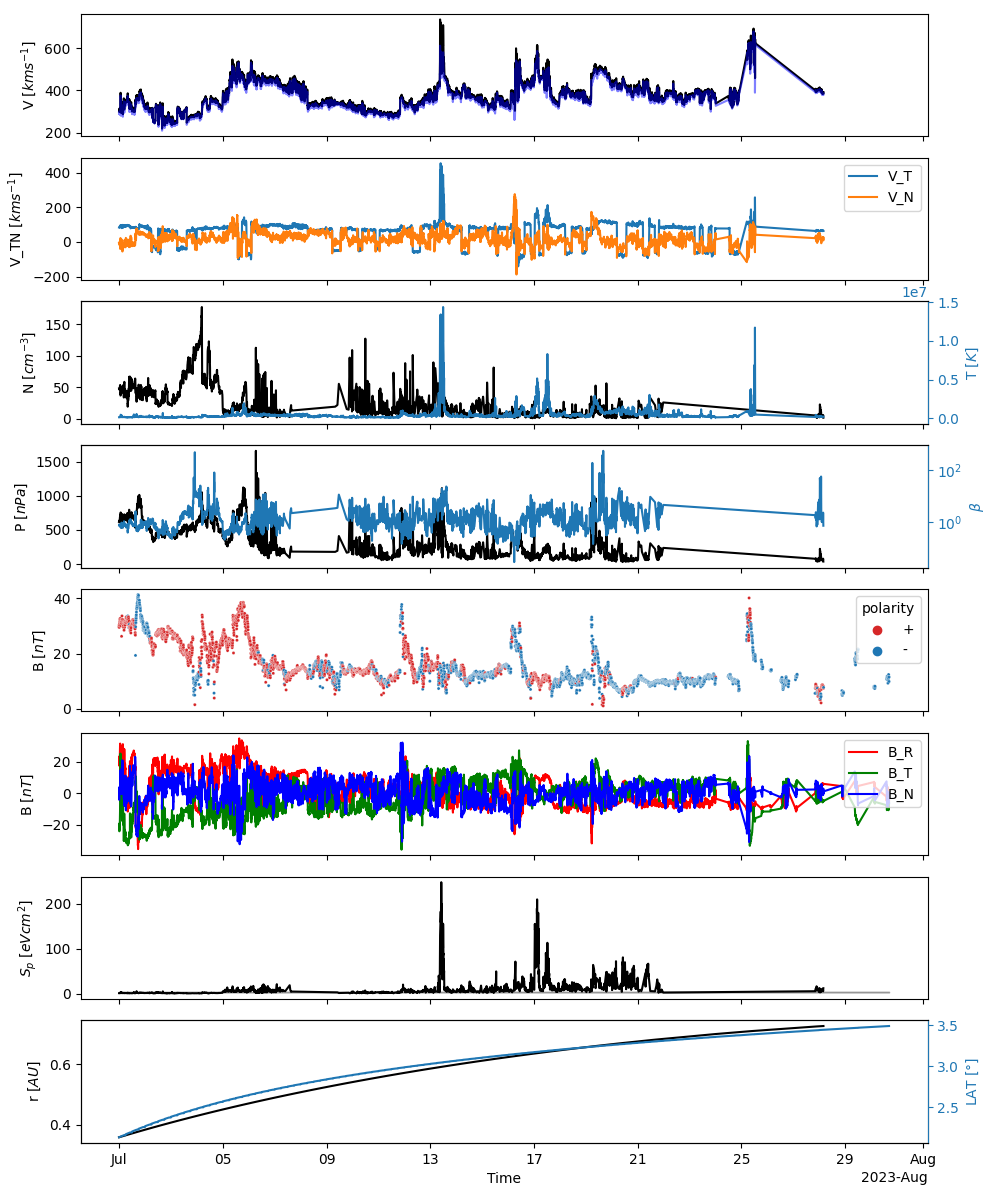 V [kms⁻¹]
600
400
200
V_TN [kms⁻¹]
400
200
0
−200
V_T
V_N
N [cm⁻³]
150
100
50
0
1e7
1.5
1.0
0.5
0.0
T [K]
P [nPa]
1500
1000
500
0
10²
10⁰
β
B [nT]
40
20
0
polarity
+
-
B [nT]
20
0
−20
B_R
B_T
B_N
Sₚ [eVcm²]
200
100
0
r [AU]
0.6
0.4
3.5
3.0
2.5
LAT [°]
Jul 05 09 13 17 21 25 29 Aug
Time
2023-Aug